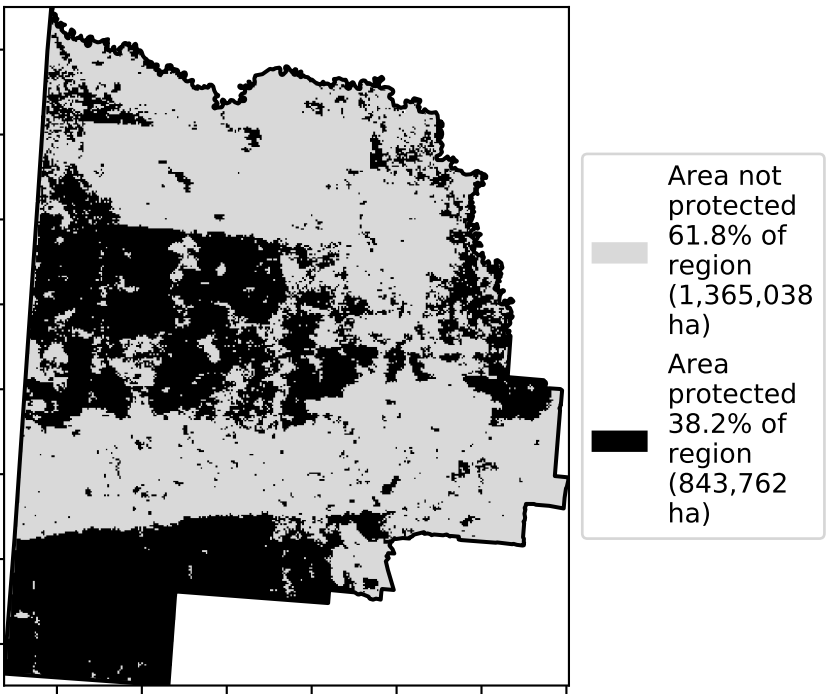 Area not
protected
61.8% of
region
(1,365,038
ha)
Area
protected
38.2% of
region
(843,762
ha)